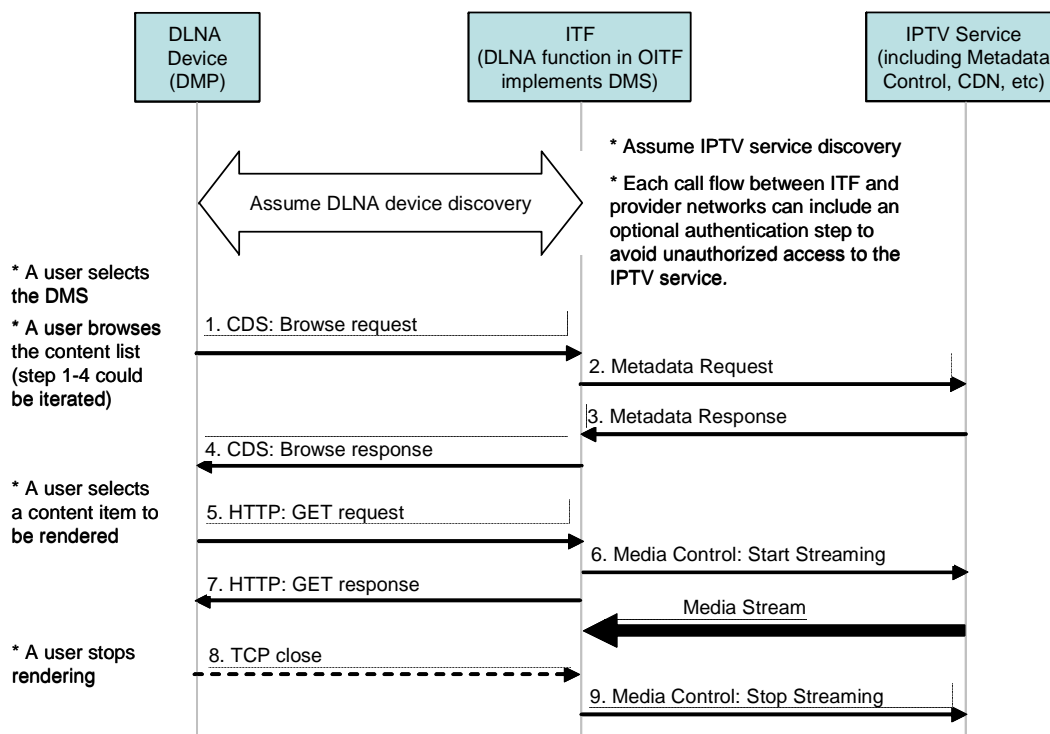 DLNA
Device
(DMP)
ITF
(DLNA function in OITF
implements DMS)
IPTV Service
(including Metadata
Control, CDN, etc)
* Assume IPTV service discovery
* Each call flow between ITF and
provider networks can include an
optional authentication step to
avoid unauthorized access to the
IPTV service.
Assume DLNA device discovery
* A user selects
the DMS
* A user browses
the content list
(step 1-4 could
be iterated)
1. CDS: Browse request
2. Metadata Request
3. Metadata Response
4. CDS: Browse response
* A user selects
a content item to
be rendered
5. HTTP: GET request
6. Media Control: Start Streaming
7. HTTP: GET response
Media Stream
* A user stops
rendering
8. TCP close
9. Media Control: Stop Streaming